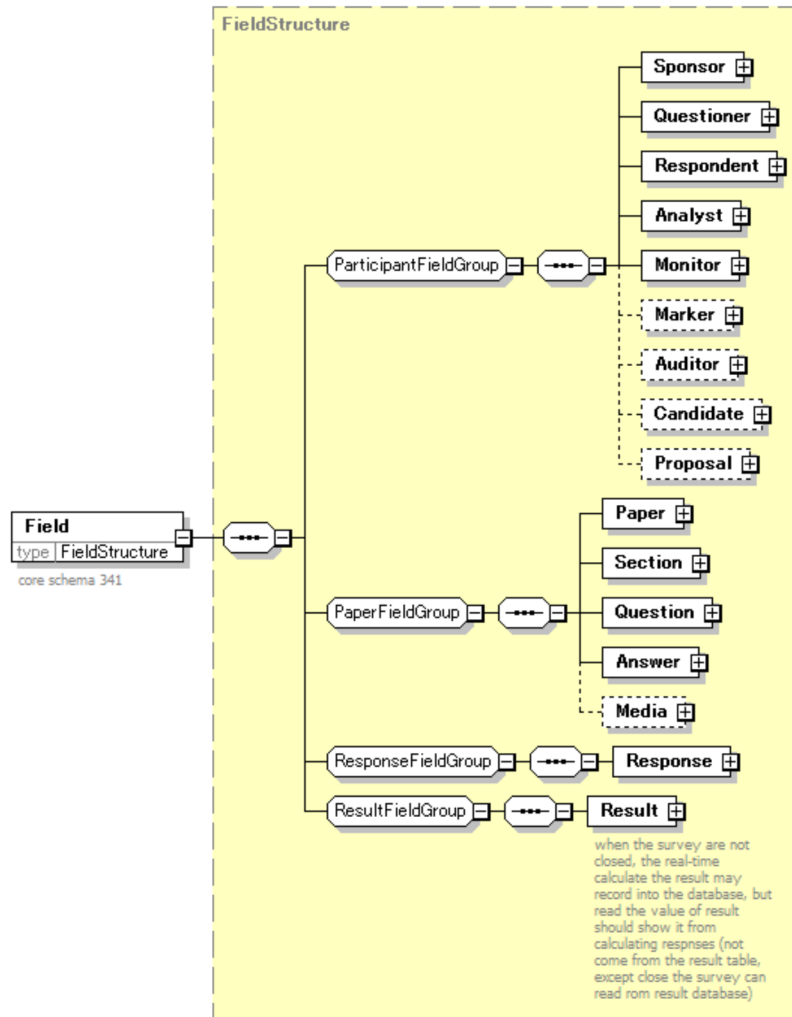 FieldStructure
Sponsor
Questioner
Respondent
Analyst
ParticipantFieldGroup
Monitor
Marker
Auditor
Candidate
Proposal
Field
type FieldStructure
core schema 341
Paper
Section
PaperFieldGroup
Question
Answer
Media
ResponseFieldGroup
Response
ResultFieldGroup
Result
when the survey are not
closed, the real-time
calculate the result may
record into the database, but
read the value of result
should show it from
calculating respnses (not
come from the result table,
except close the survey can
read rom result database)